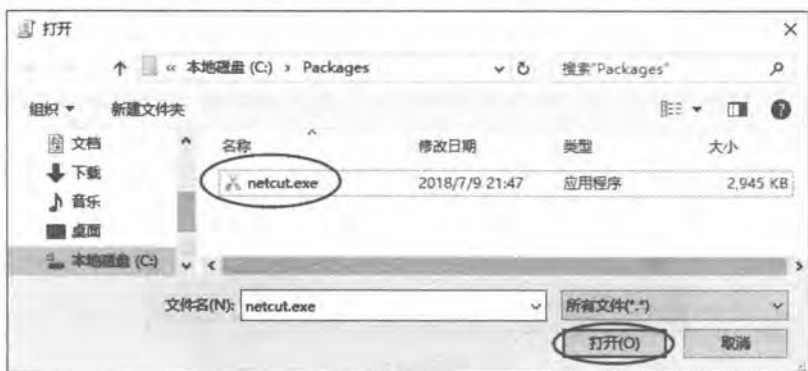 打开
« 本地磁盘 (C:) › Packages
搜索"Packages"
组织
新建文件夹
名称 修改日期 类型 大小
文档
下载
音乐
桌面
本地磁盘 (C:)
netcut.exe 2018/7/9 21:47 应用程序 2,945 KB
文件名(N): netcut.exe 所有文件(*.*)
打开(O) 取消